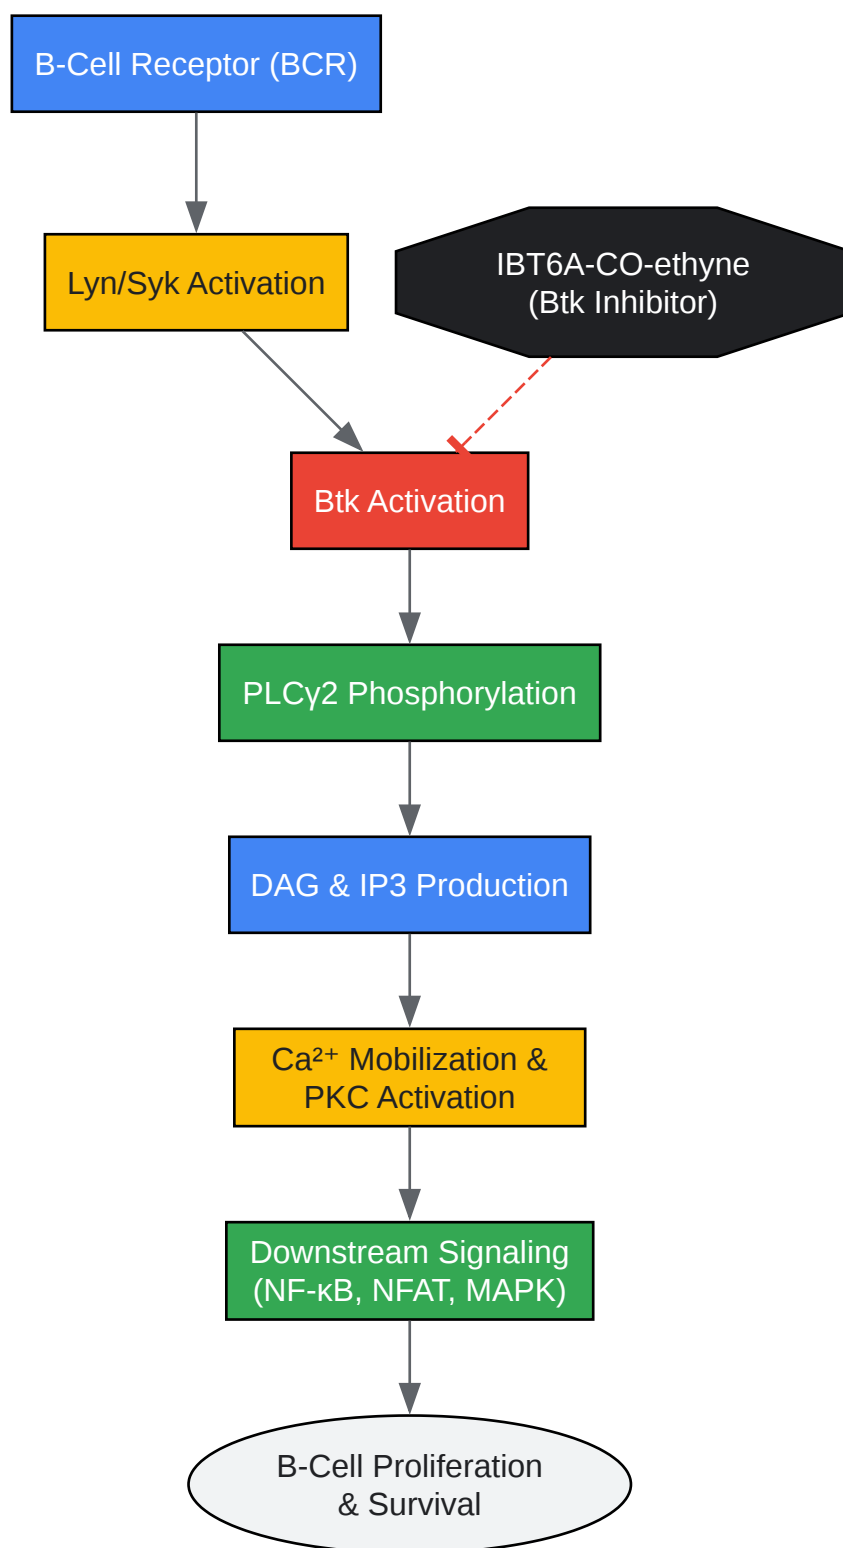 B-Cell Receptor (BCR)
Lyn/Syk Activation
IBT6A-CO-ethyne
(Btk Inhibitor)
Btk Activation
PLCγ2 Phosphorylation
DAG & IP3 Production
Ca²⁺ Mobilization &
PKC Activation
Downstream Signaling
(NF-κB, NFAT, MAPK)
B-Cell Proliferation
& Survival